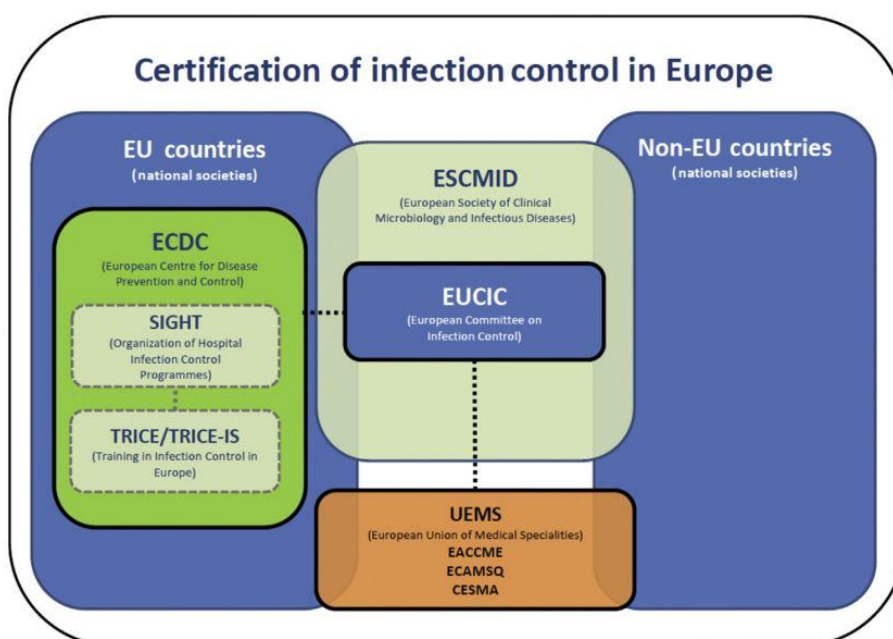 Certification of infection control in Europe
EU countries
(national societies)
ECDC
(European Centre for Disease
Prevention and Control)
SIGHT
(Organization of Hospital
Infection Control
Programmes)
TRICE/TRICE-IS
(Training in Infection Control in
Europe)
ESCMID
(European Society of Clinical
Microbiology and Infectious Diseases)
EUCIC
(European Committee on
Infection Control)
UEMS
(European Union of Medical Specialities)
EACCME
ECAMSQ
CESMA
Non-EU countries
(national societies)